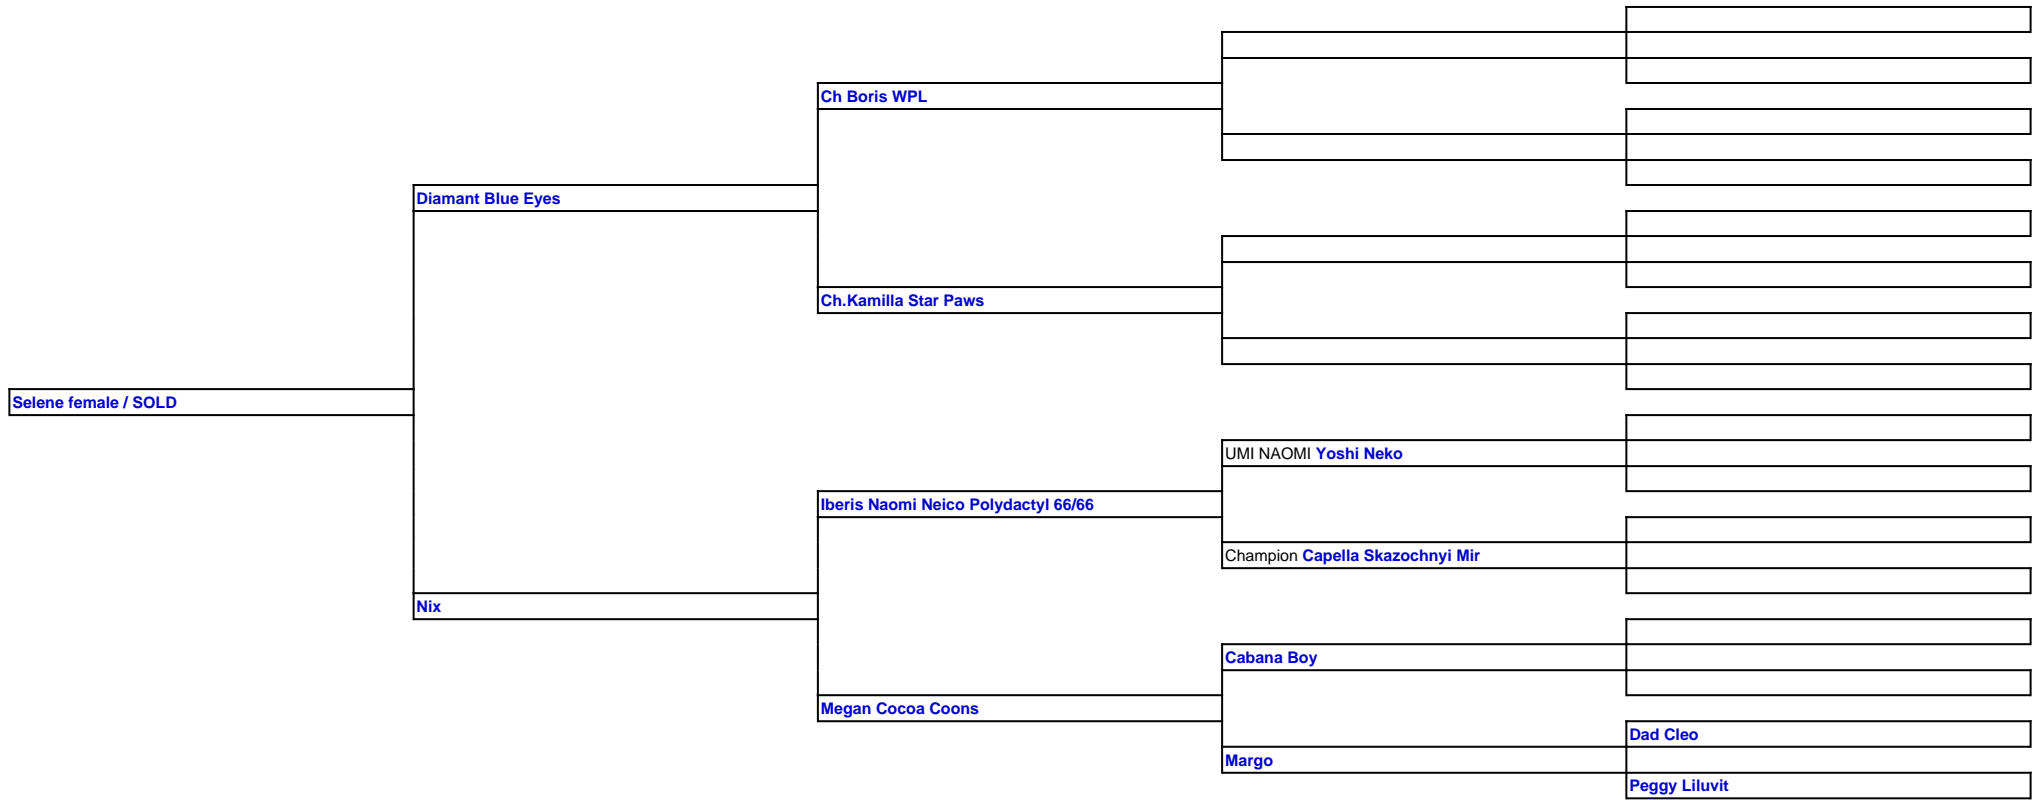 Ch Boris WPL
Diamant Blue Eyes
Ch.Kamilla Star Paws
Selene female / SOLD
UMI NAOMI Yoshi Neko
Iberis Naomi Neico Polydactyl 66/66
Champion Capella Skazochnyi Mir
Nix
Cabana Boy
Megan Cocoa Coons
Dad Cleo
Margo
Peggy Liluvit